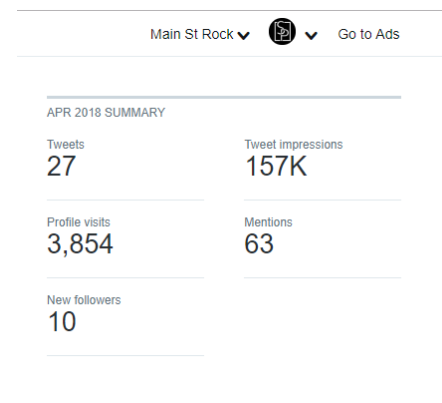 Main St Rock Go to Ads
APR 2018 SUMMARY
Tweets
27
Tweet impressions
157K
Profile visits
3,854
Mentions
63
New followers
10